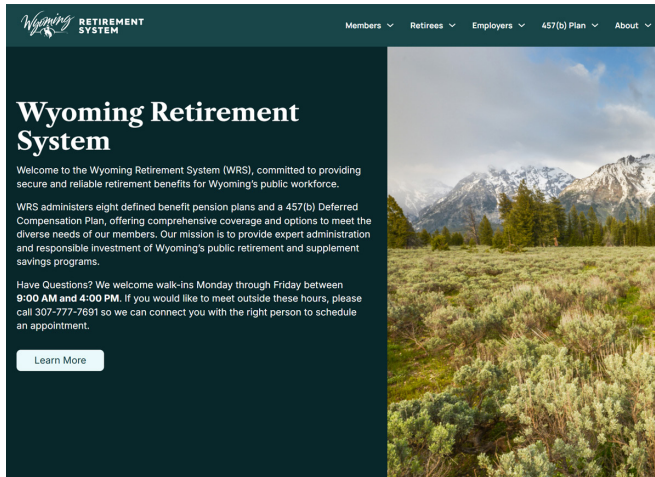 Wyoming RETIREMENT
SYSTEM
Members Retirees Employers 457(b) Plan About
Wyoming Retirement
System
Welcome to the Wyoming Retirement System (WRS), committed to providing
secure and reliable retirement benefits for Wyoming's public workforce.
WRS administers eight defined benefit pension plans and a 457(b) Deferred
Compensation Plan, offering comprehensive coverage and options to meet the
diverse needs of our members. Our mission is to provide expert administration
and responsible investment of Wyoming's public retirement and supplement
savings programs.
Have Questions? We welcome walk-ins Monday through Friday between
9:00 AM and 4:00 PM. If you would like to meet outside these hours, please
call 307-777-7691 so we can connect you with the right person to schedule
an appointment.
Learn More